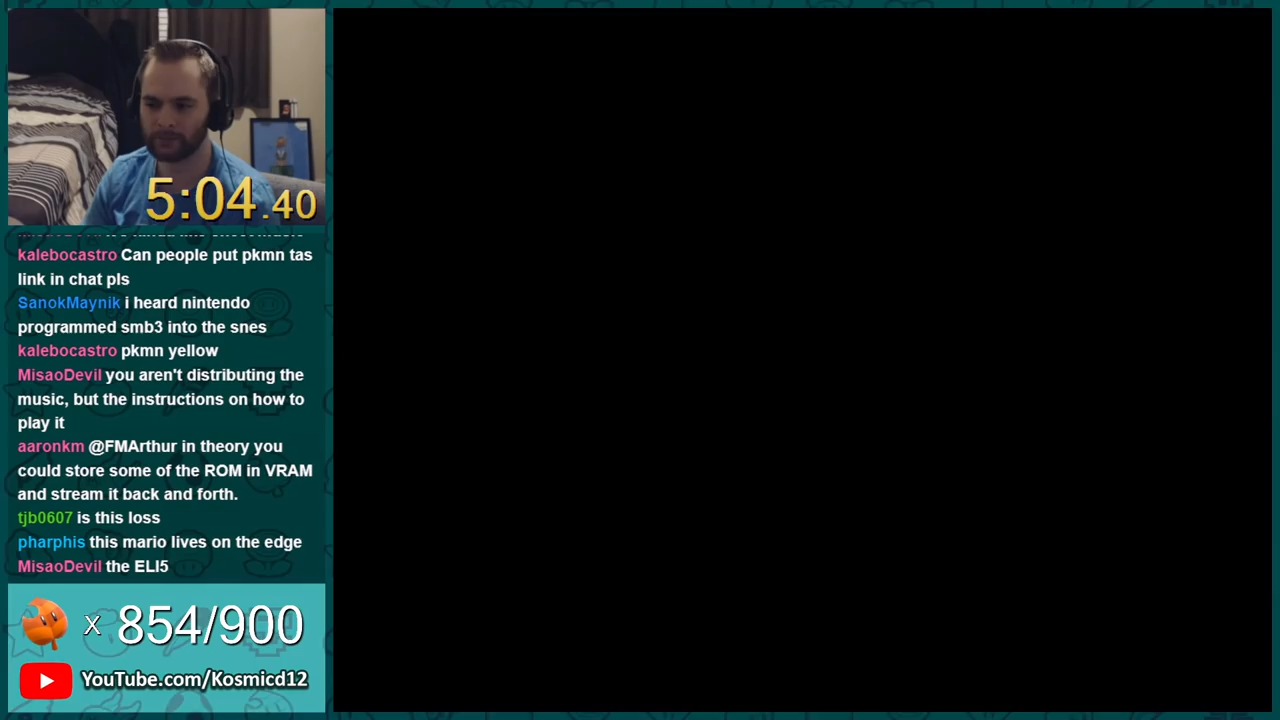 5:04.40
kalebocastro Can people put pkmn tas
link in chat pls
SanokMaynik i heard nintendo
programmed smb3 into the snes
kalebocastro pkmn yellow
MisaoDevil you aren't distributing the
music, but the instructions on how to
play it
aaronkm @FMArthur in theory you
could store some of the ROM in VRAM
and stream it back and forth.
tjb0607 is this loss
pharphis this mario lives on the edge
MisaoDevil the ELI5
x 854/900
YouTube.com/Kosmicd12